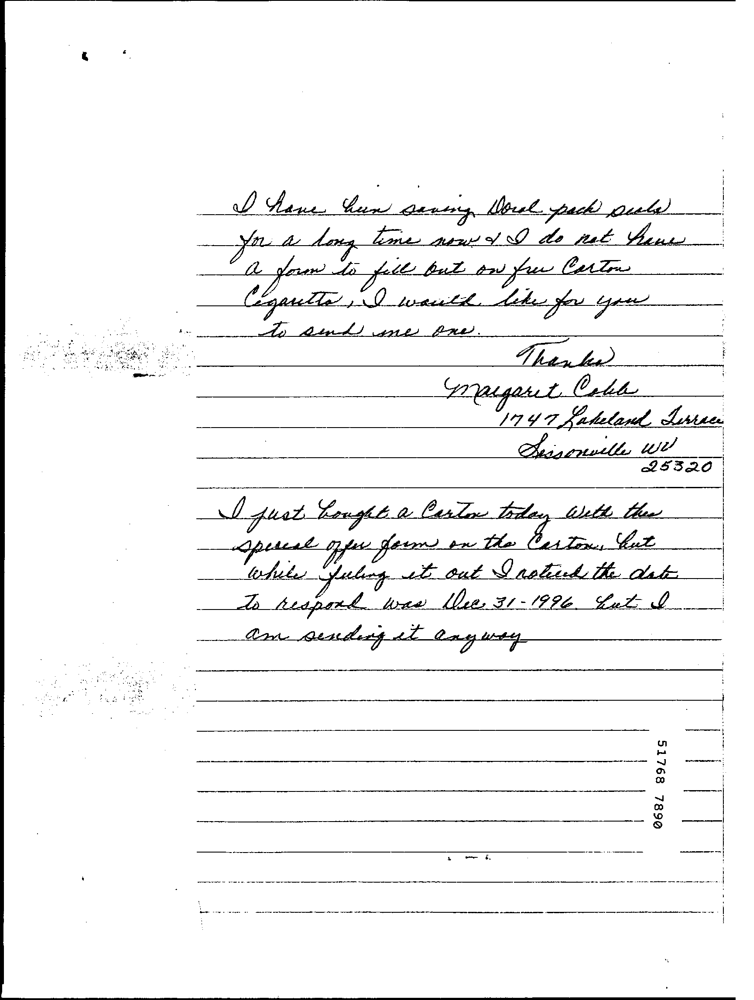 I have been saving Doral pack seals
for a long time now & I do not have
a form to fill out on free Carton
Cigaretts, I would like for you
to send me one.
Thanks
Margaret Cobb
1747 Lakeland Terrace
Sissonville WV
25320
I just bought a Carton today with the
special offer form on the Carton, but
while filing it out I noticed the date
to respond was Dec 31-1996. but I
am sending it anyway
51768 7890